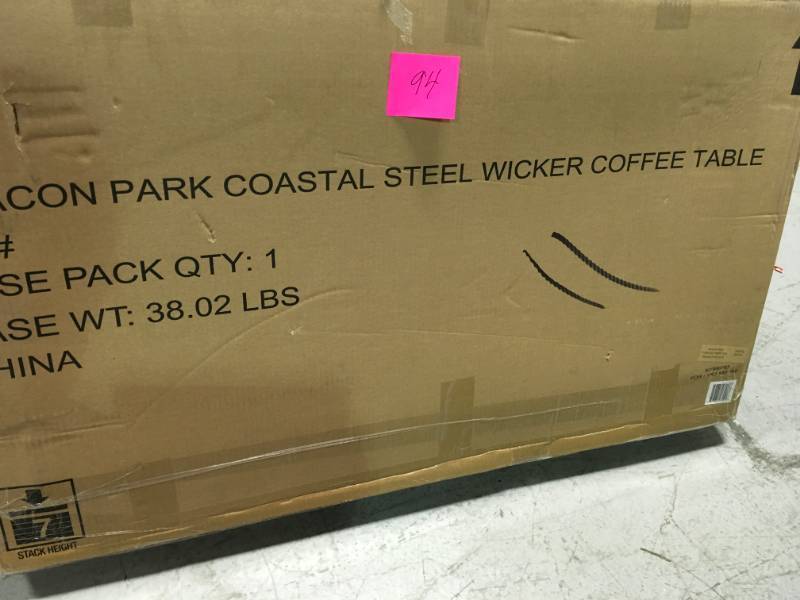 94
ACON PARK COASTAL STEEL WICKER COFFEE TABLE
#
SE PACK QTY: 1
ASE WT: 38.02 LBS
HINA
7
STACK HEIGHT